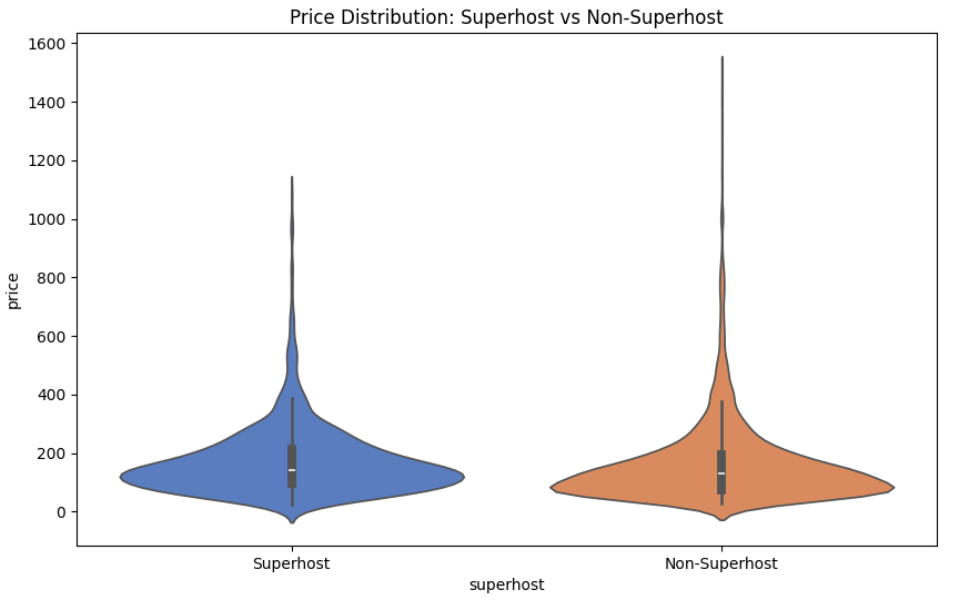 Price Distribution: Superhost vs Non-Superhost
1600
1400
1200
1000
800
600
400
200
0
price
Superhost
Non-Superhost
superhost